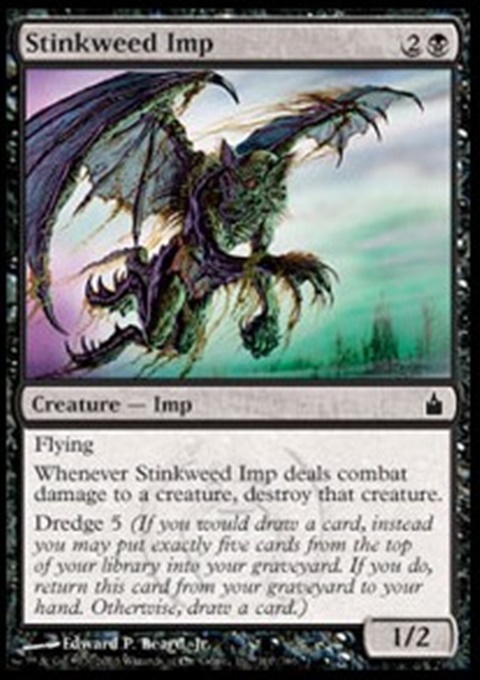 Stinkweed Imp 2
Creature — Imp
Flying
Whenever Stinkweed Imp deals combat
damage to a creature, destroy that creature.
Dredge 5 (If you would draw a card, instead
you may put exactly five cards from the top
of your library into your graveyard. If you do,
return this card from your graveyard to your
hand. Otherwise, draw a card.)
Edward P. Beard, Jr.
1/2